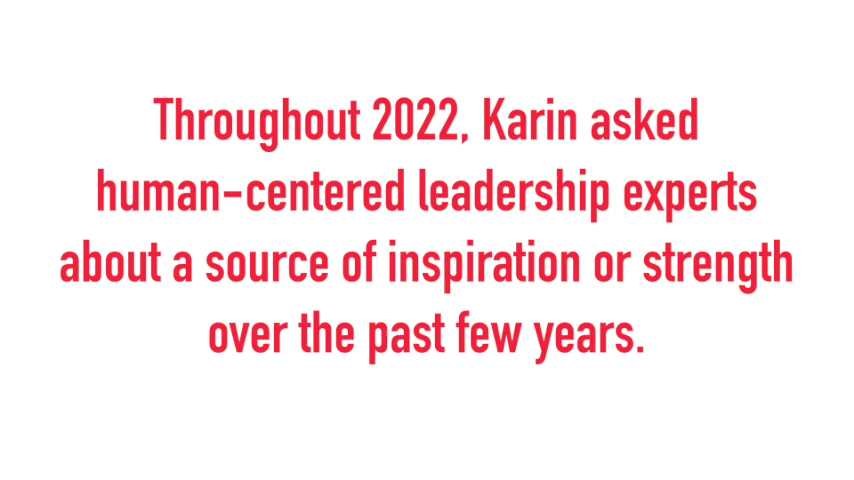 Throughout 2022, Karin asked
human-centered leadership experts
about a source of inspiration or strength
over the past few years.